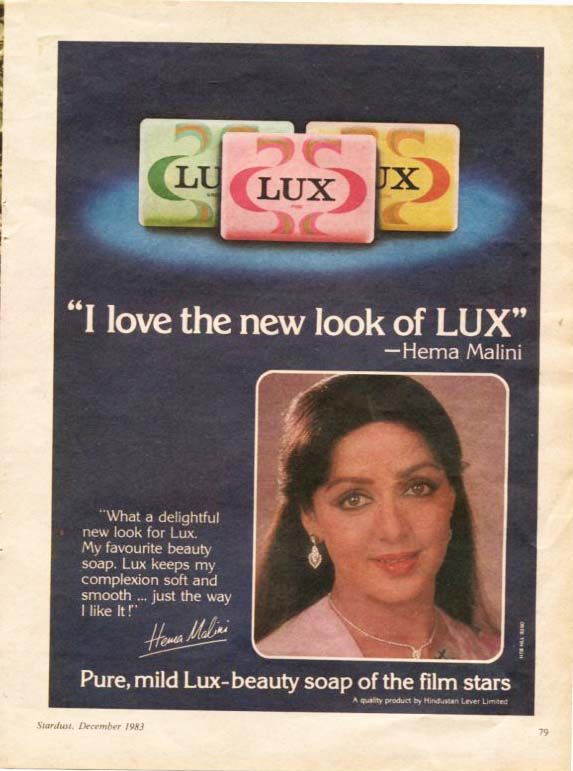 LU
LUX
UX
"I love the new look of LUX"
—Hema Malini
"What a delightful
new look for Lux.
My favourite beauty
soap. Lux keeps my
complexion soft and
smooth ... just the way
I like It!"
Hema Malini
Pure, mild Lux-beauty soap of the film stars
A quality product by Hindustan Lever Limited
Stardust, December 1983
79